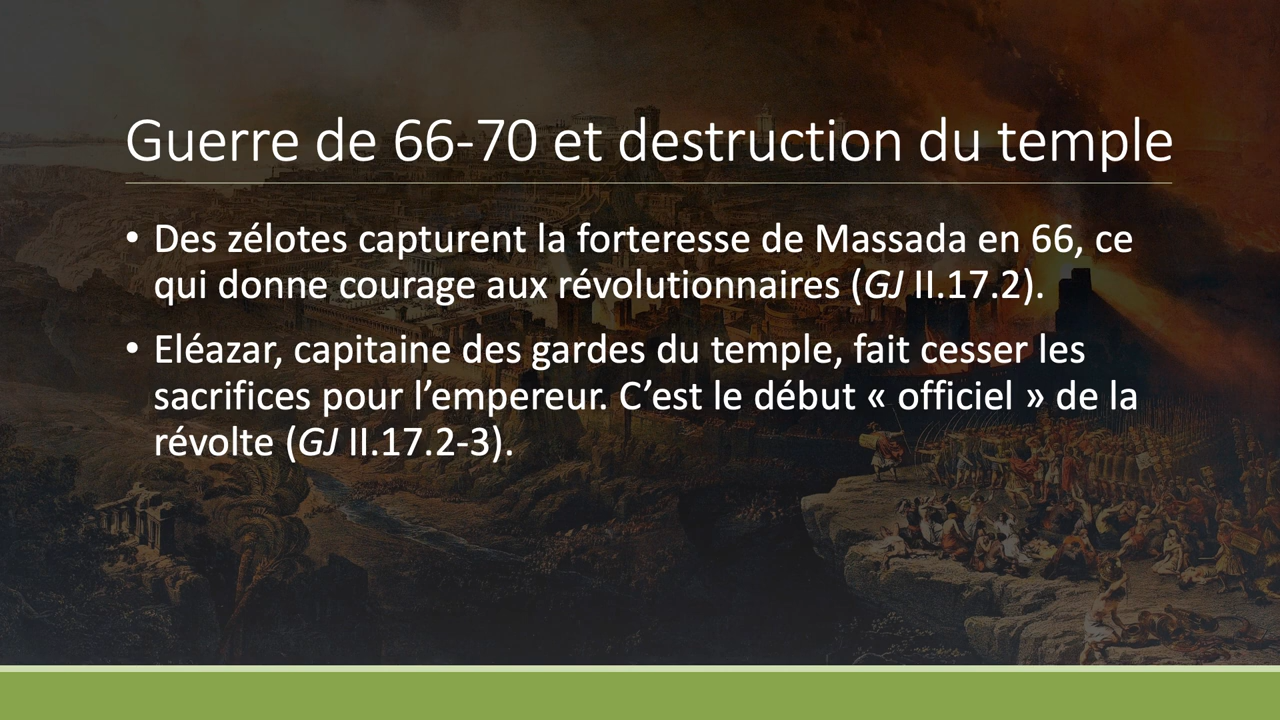 Guerre de 66-70 et destruction du temple
• Des zélotes capturent la forteresse de Massada en 66, ce
qui donne courage aux révolutionnaires (GJ II.17.2).
• Eléazar, capitaine des gardes du temple, fait cesser les
sacrifices pour l’empereur. C’est le début « officiel » de la
révolte (GJ II.17.2-3).